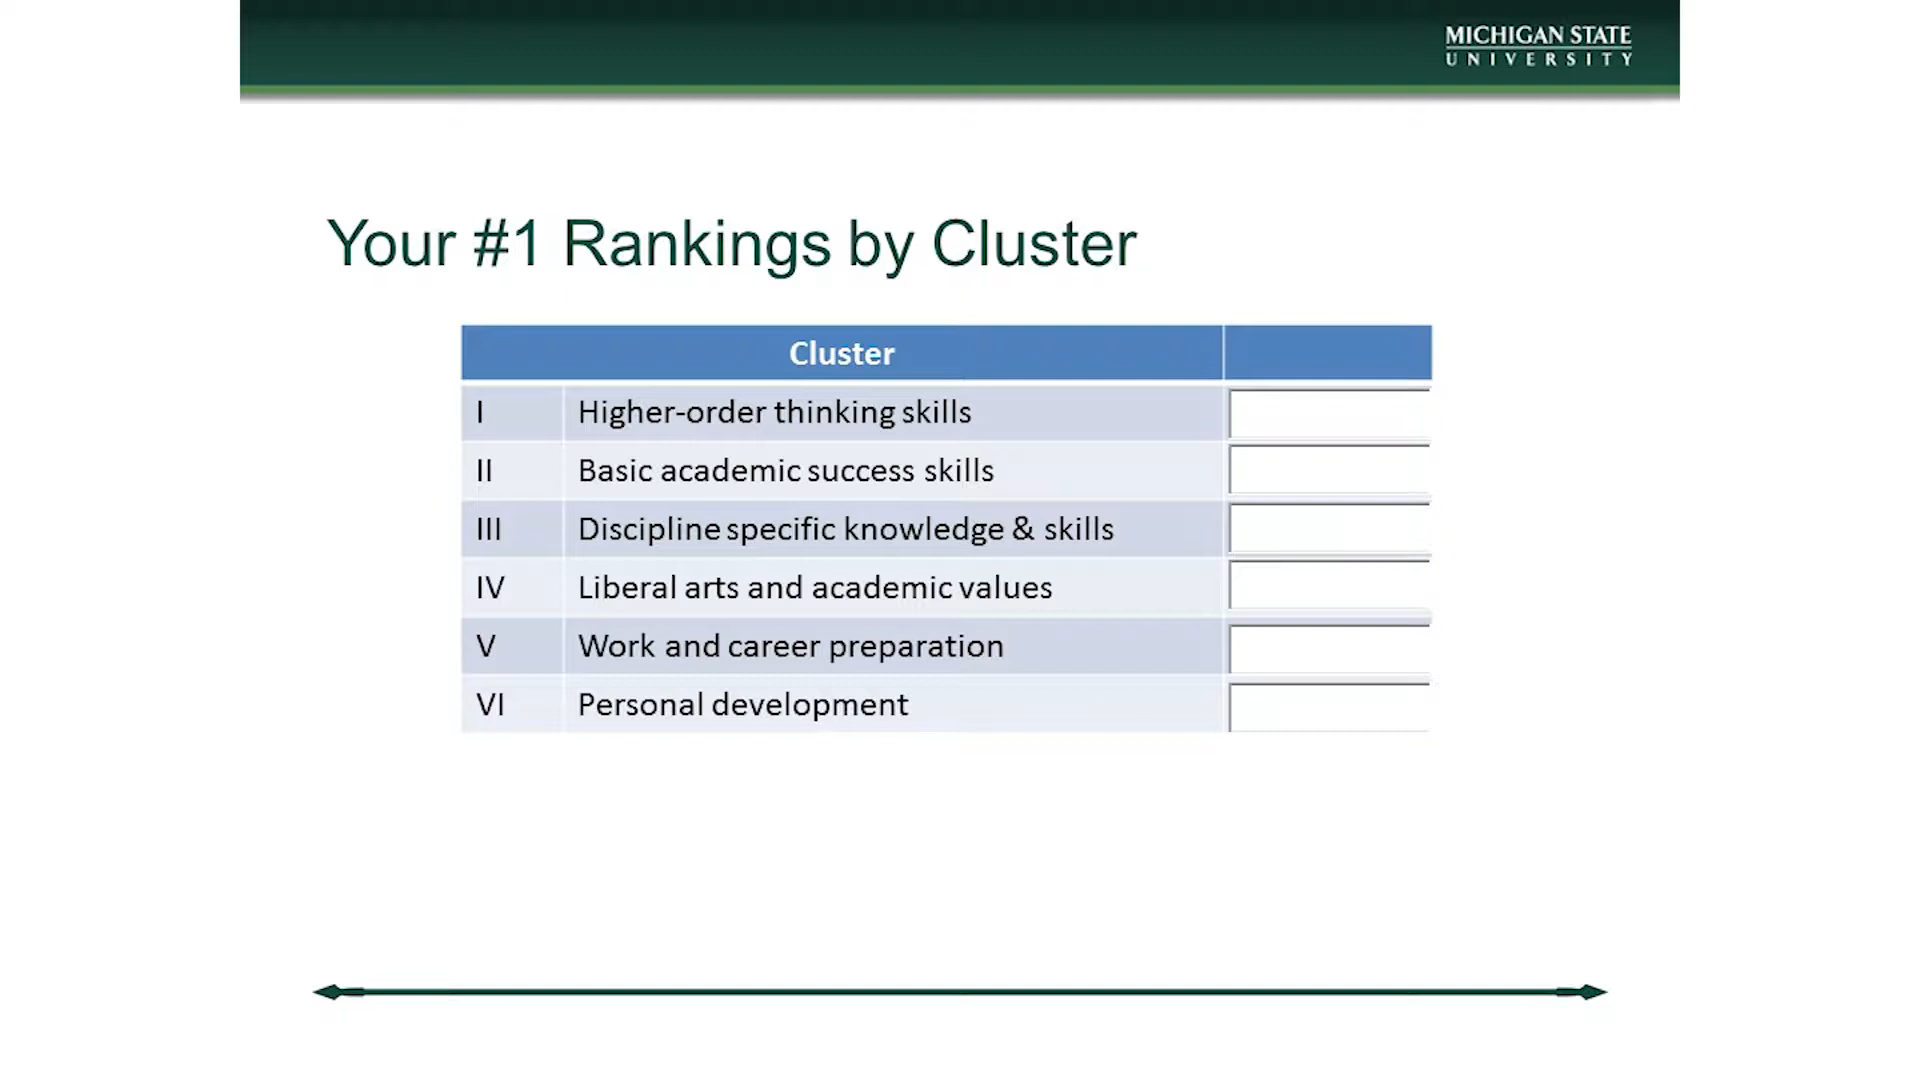 MICHIGAN STATE
UNIVERSITY
Your #1 Rankings by Cluster
Cluster
I Higher-order thinking skills
II Basic academic success skills
III Discipline specific knowledge & skills
IV Liberal arts and academic values
V Work and career preparation
VI Personal development